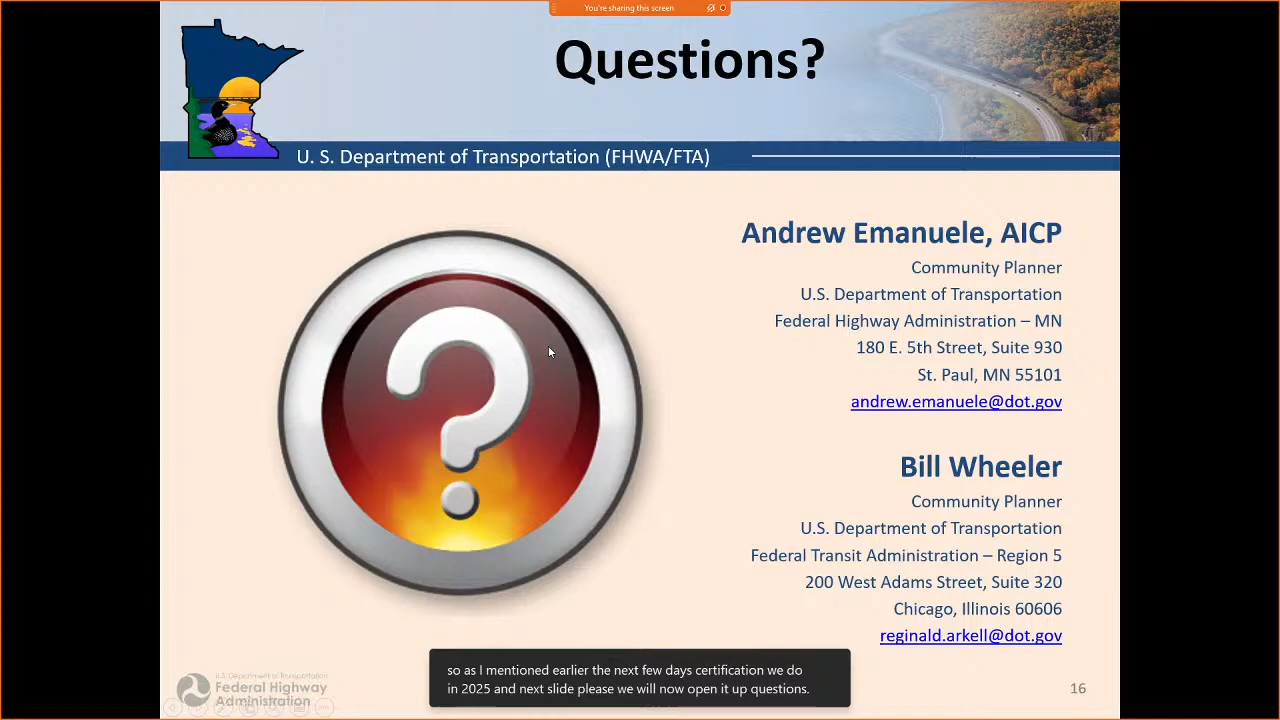 You're sharing this screen
Questions?
U. S. Department of Transportation (FHWA/FTA)
Andrew Emanuele, AICP
Community Planner
U.S. Department of Transportation
Federal Highway Administration – MN
180 E. 5th Street, Suite 930
St. Paul, MN 55101
andrew.emanuele@dot.gov
Bill Wheeler
Community Planner
U.S. Department of Transportation
Federal Transit Administration – Region 5
200 West Adams Street, Suite 320
Chicago, Illinois 60606
reginald.arkell@dot.gov
so as I mentioned earlier the next few days certification we do
in 2025 and next slide please we will now open it up questions.
U.S. Department of Transportation
Federal Highway
Administration
16